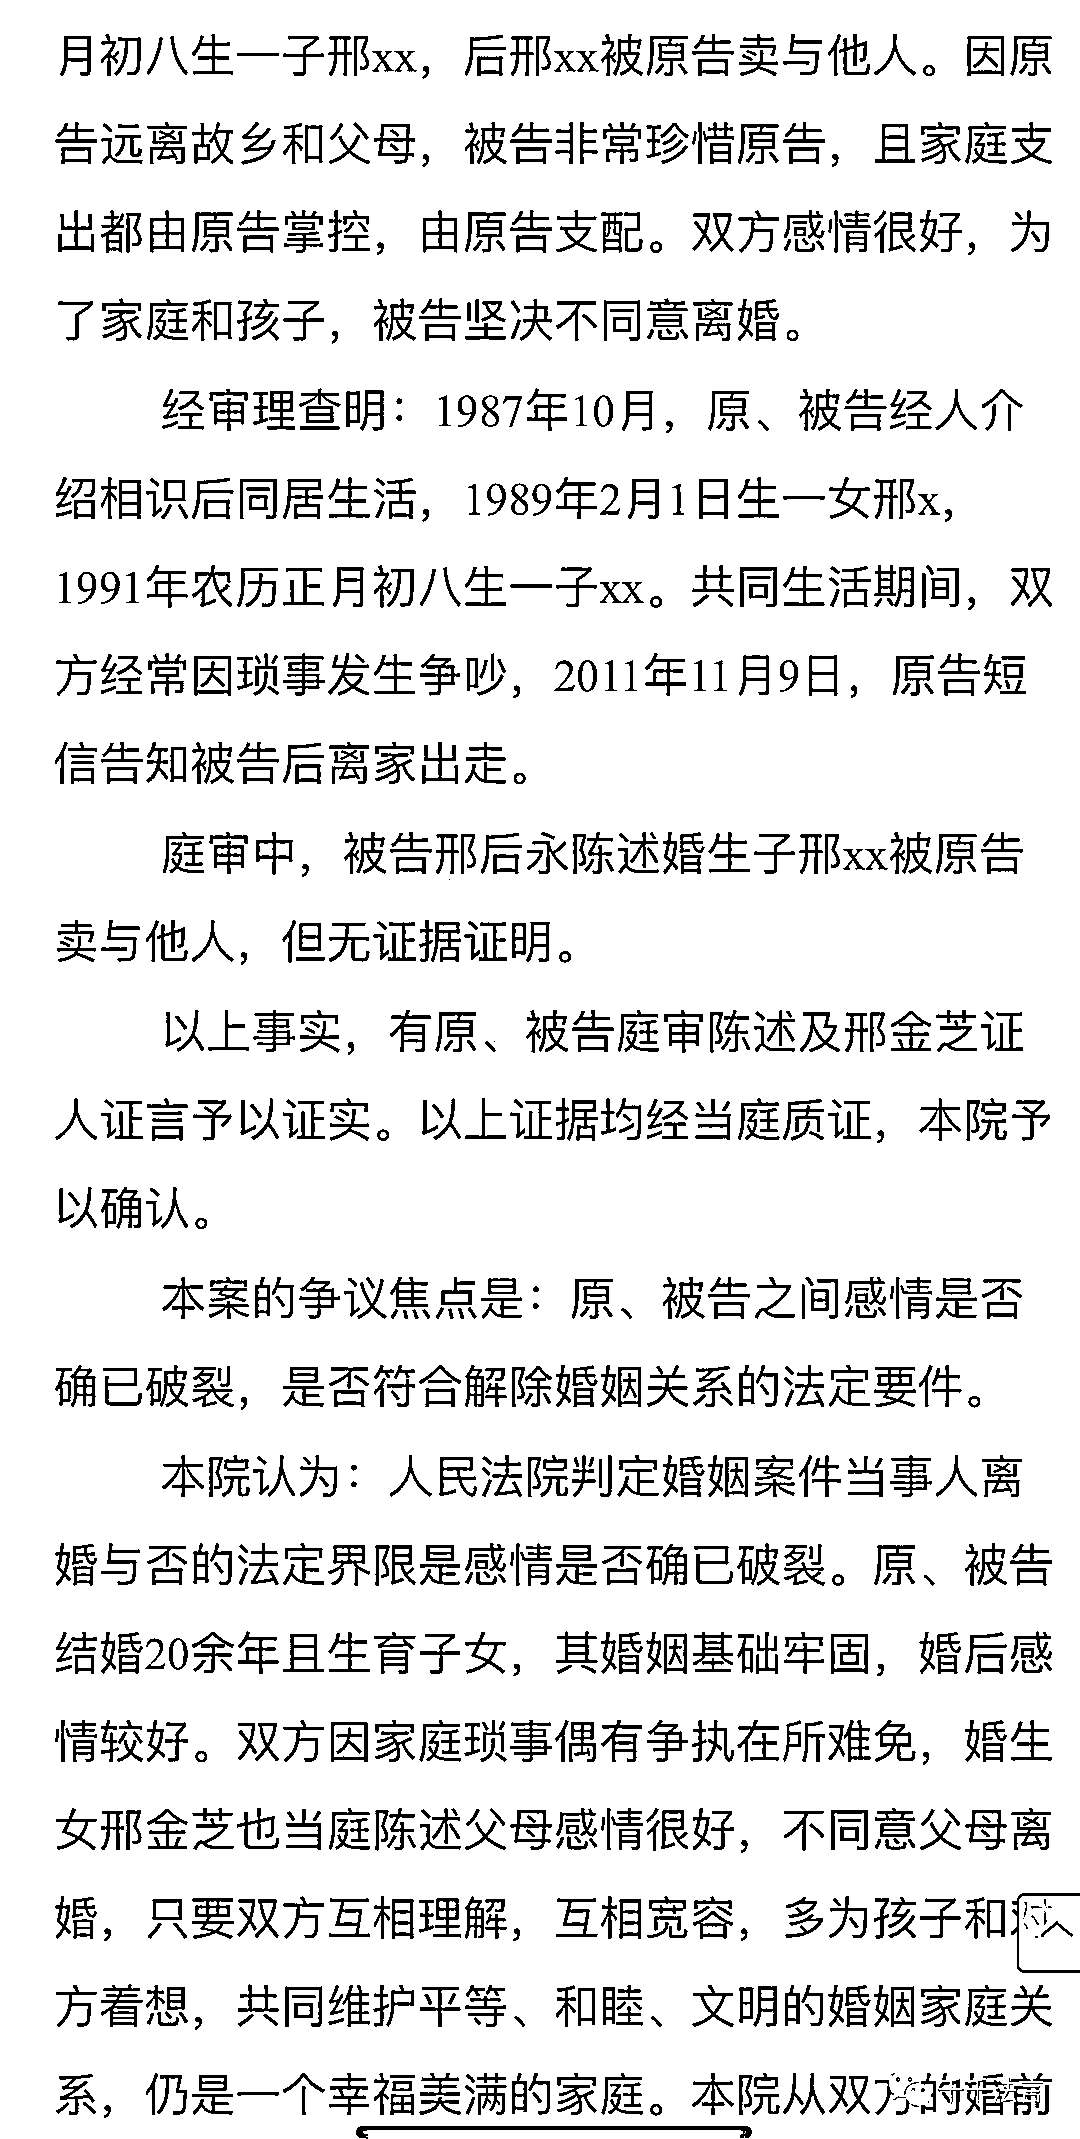 月初八生一子邢xx，后邢xx被原告卖与他人。因原
告远离故乡和父母，被告非常珍惜原告，且家庭支
出都由原告掌控，由原告支配。双方感情很好，为
了家庭和孩子，被告坚决不同意离婚。
经审理查明：1987年10月，原、被告经人介
绍相识后同居生活，1989年2月1日生一女邢x，
1991年农历正月初八生一子xx。共同生活期间，双
方经常因琐事发生争吵，2011年11月9日，原告短
信告知被告后离家出走。
庭审中，被告邢后永陈述婚生子邢xx被原告
卖与他人，但无证据证明。
以上事实，有原、被告庭审陈述及邢金芝证
人证言予以证实。以上证据均经当庭质证，本院予
以确认。
本案的争议焦点是：原、被告之间感情是否
确已破裂，是否符合解除婚姻关系的法定要件。
本院认为：人民法院判定婚姻案件当事人离
婚与否的法定界限是感情是否确已破裂。原、被告
结婚20余年且生育子女，其婚姻基础牢固，婚后感
情较好。双方因家庭琐事偶有争执在所难免，婚生
女邢金芝也当庭陈述父母感情很好，不同意父母离
婚，只要双方互相理解，互相宽容，多为孩子和对
方着想，共同维护平等、和睦、文明的婚姻家庭关
系，仍是一个幸福美满的家庭。本院从双方的婚前